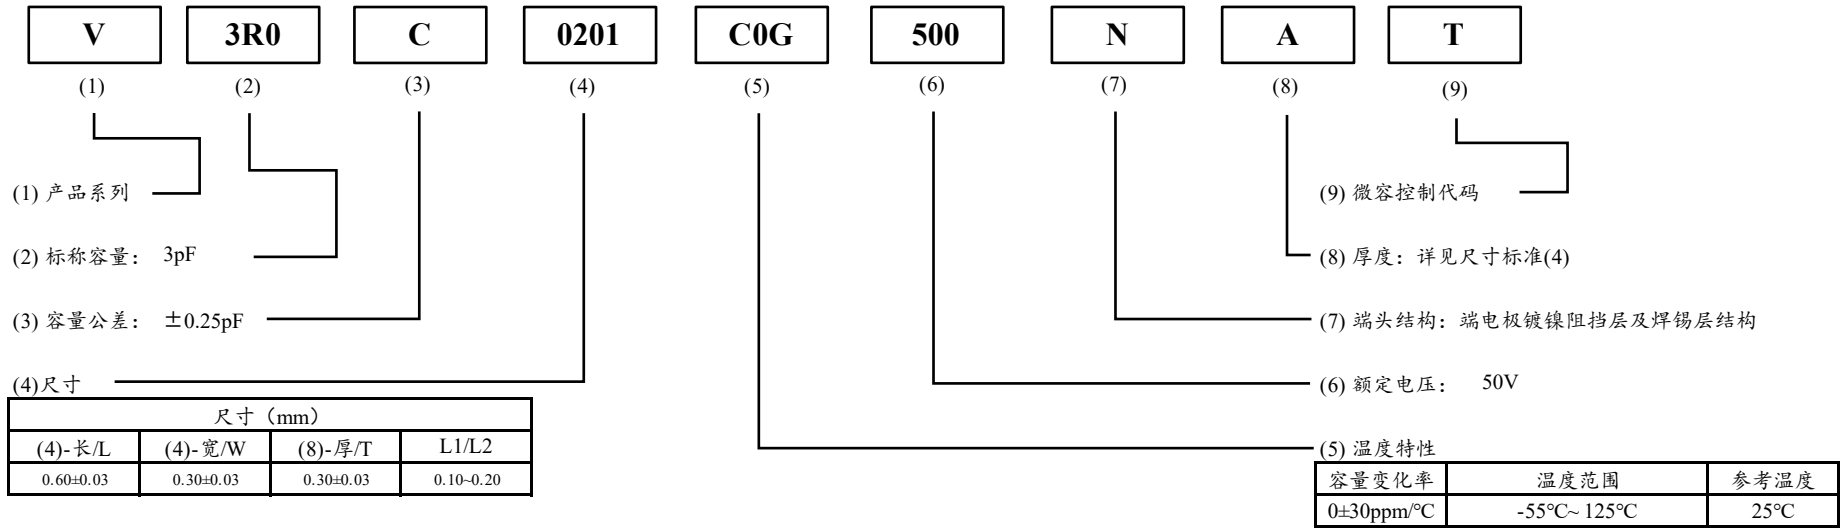 V 3R0 C 0201 C0G 500 N A T
(1) (2) (3) (4) (5) (6) (7) (8) (9)
(1) 产品系列
(9) 微容控制代码
(2) 标称容量： 3pF
(8) 厚度：详见尺寸标准(4)
(3) 容量公差： ±0.25pF
(7) 端头结构：端电极镀镍阻挡层及焊锡层结构
(4)尺寸
(6) 额定电压： 50V
尺寸（mm）
(4)-长/L (4)-宽/W (8)-厚/T L1/L2
0.60±0.03 0.30±0.03 0.30±0.03 0.10~0.20
(5) 温度特性
容量变化率 温度范围 参考温度
0±30ppm/℃ -55℃~ 125℃ 25℃